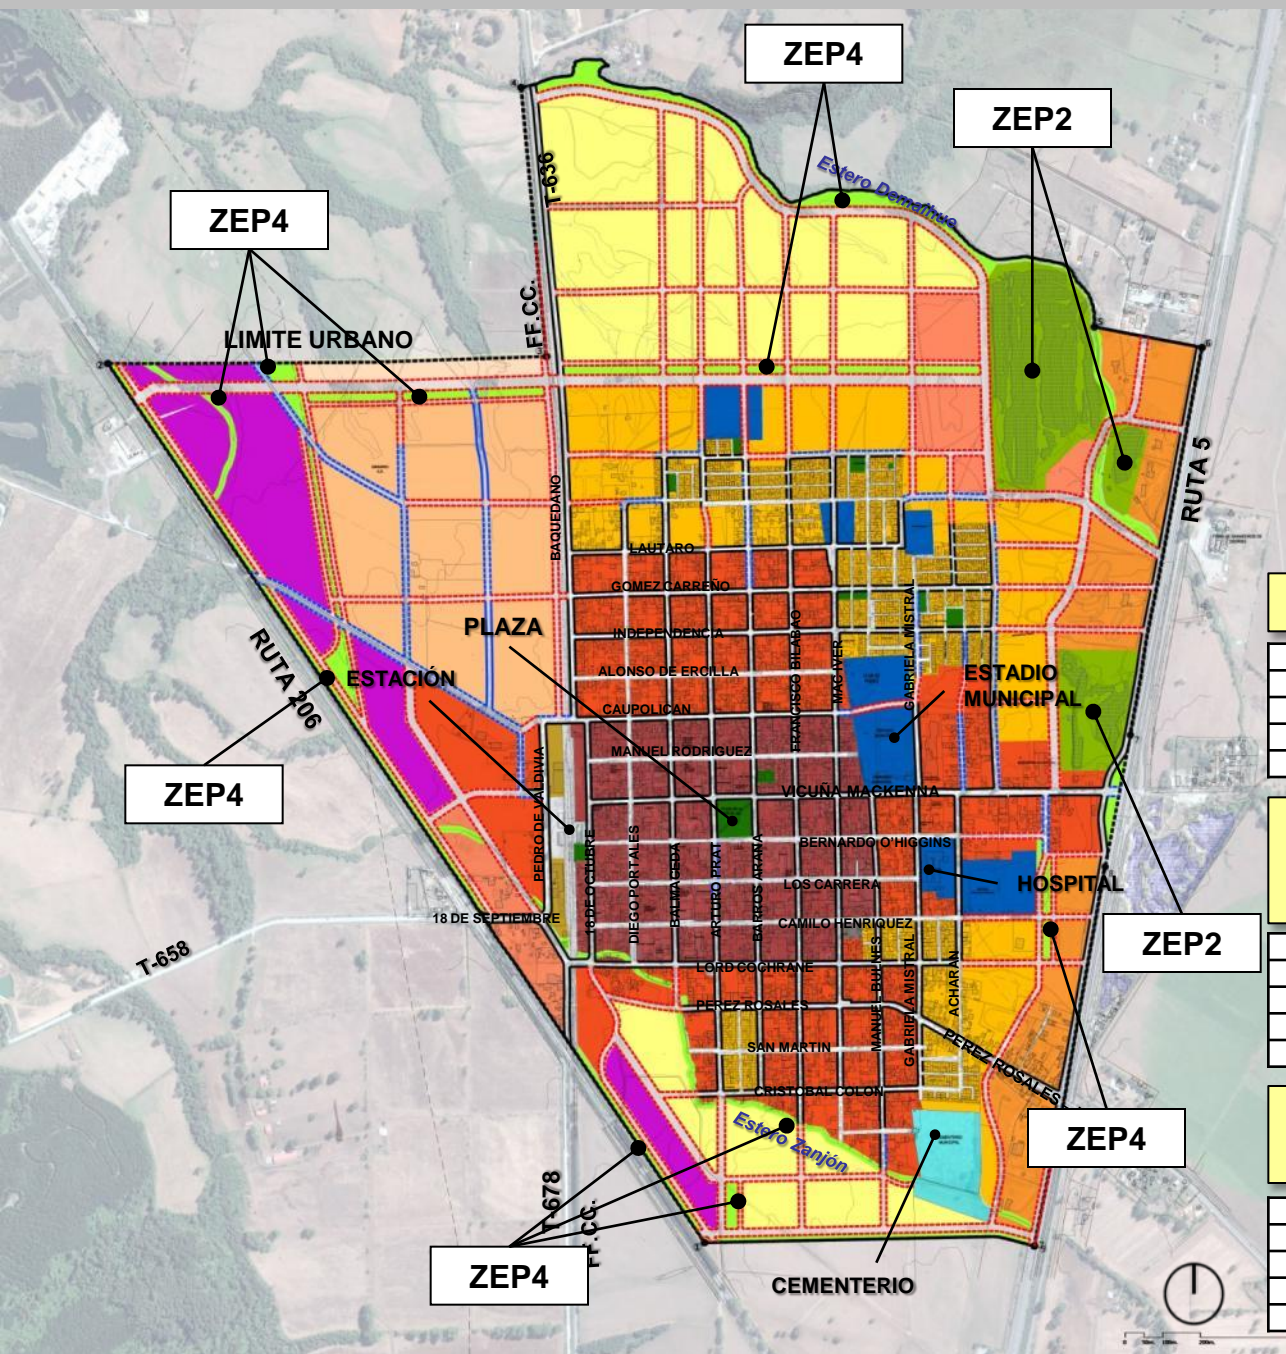 ZEP4
ZEP2
T-636
Estero Demaihue
ZEP4
FF.CC.
LIMITE URBANO
RUTA 5
BAQUEDANO
LAUTARO
GOMEZ CARREÑO
GABRIELA MISTRAL
FRANCISCO BILABAO
INDEPENDENCIA
PLAZA
MAC IVER
RUTA 206
ESTACIÓN
ALONSO DE ERCILLA
ESTADIO
MUNICIPAL
CAUPOLICAN
MANUEL RODRIGUEZ
ZEP4
PEDRO DE VALDIVIA
VICUÑA MACKENNA
18 DE OCTUBRE
DIEGO PORTALES
BALMACEDA
ARTURO PRAT
BARROS ARANA
BERNARDO O'HIGGINS
LOS CARRERA
HOSPITAL
18 DE SEPTIEMBRE
CAMILO HENRIQUEZ
T-658
ZEP2
LORD COCHRANE
MANUEL BULNES
GABRIELA MISTRAL
ACHARAN
PEREZ ROSALES
SAN MARTIN
PEREZ ROSALES
CRISTOBAL COLON
Estero Zanjón
ZEP4
T-678
FF.CC.
ZEP4
CEMENTERIO